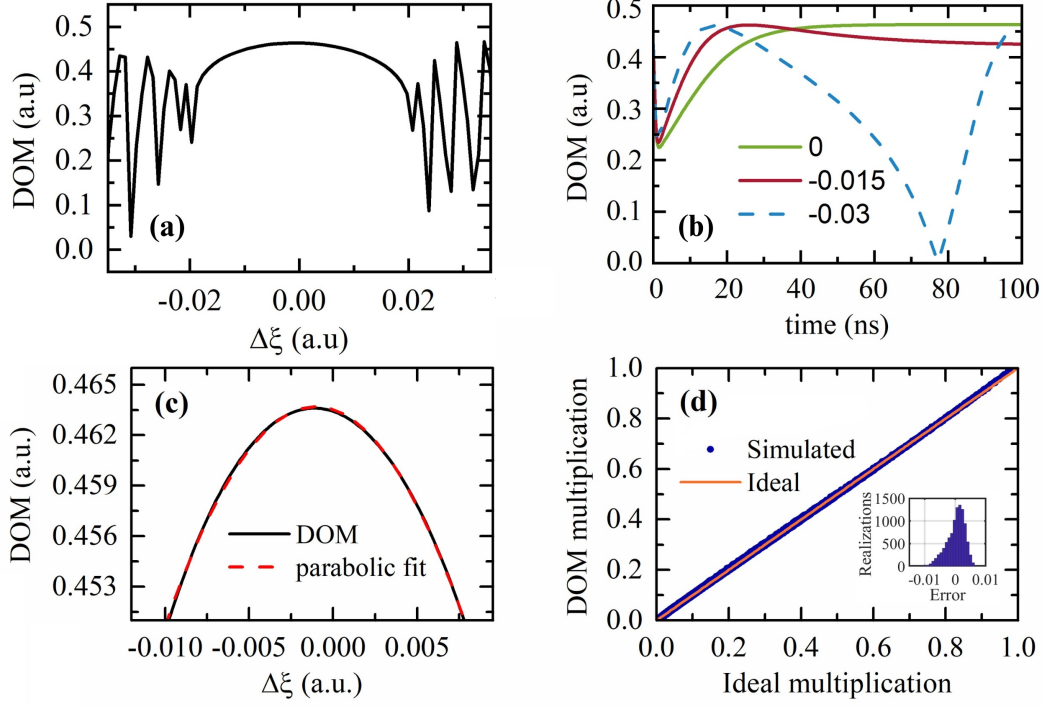 0.5
0.4
0.3
0.2
0.1
0.0
DOM (a.u)
(a)
-0.02
0.00
0.02
Δξ (a.u)
0.5
0.4
0.3
0.2
0.1
0.0
DOM (a.u)
0
-0.015
-0.03
(b)
0
20
40
60
80
100
time (ns)
0.465
0.462
0.459
0.456
0.453
DOM (a.u.)
(c)
DOM
parabolic fit
-0.010
-0.005
0.000
0.005
Δξ (a.u.)
1.0
0.8
0.6
0.4
0.2
0.0
DOM multiplication
(d)
Simulated
Ideal
1500
1000
500
0
Realizations
-0.01
0
0.01
Error
0.0
0.2
0.4
0.6
0.8
1.0
Ideal multiplication